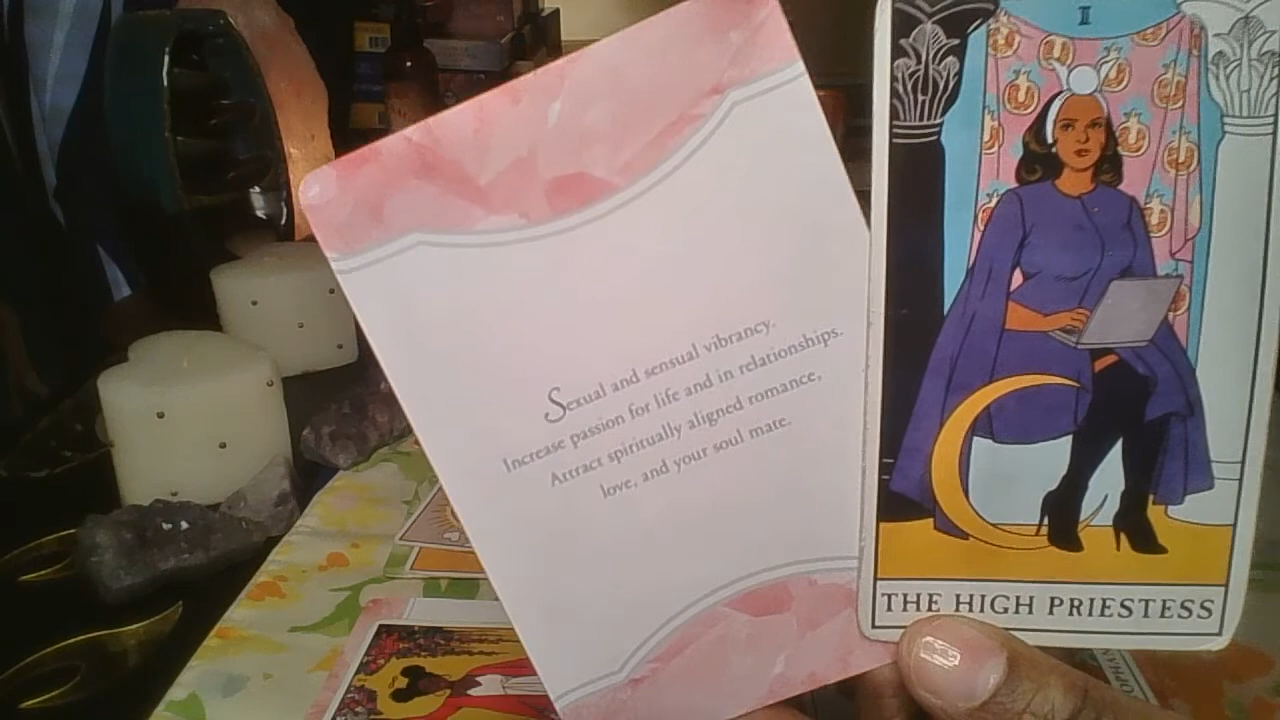 Sexual and sensual vibrancy.
Increase passion for life and in relationships.
Attract spiritually aligned romance,
love, and your soul mate.
II
THE HIGH PRIESTESS
OPHAN